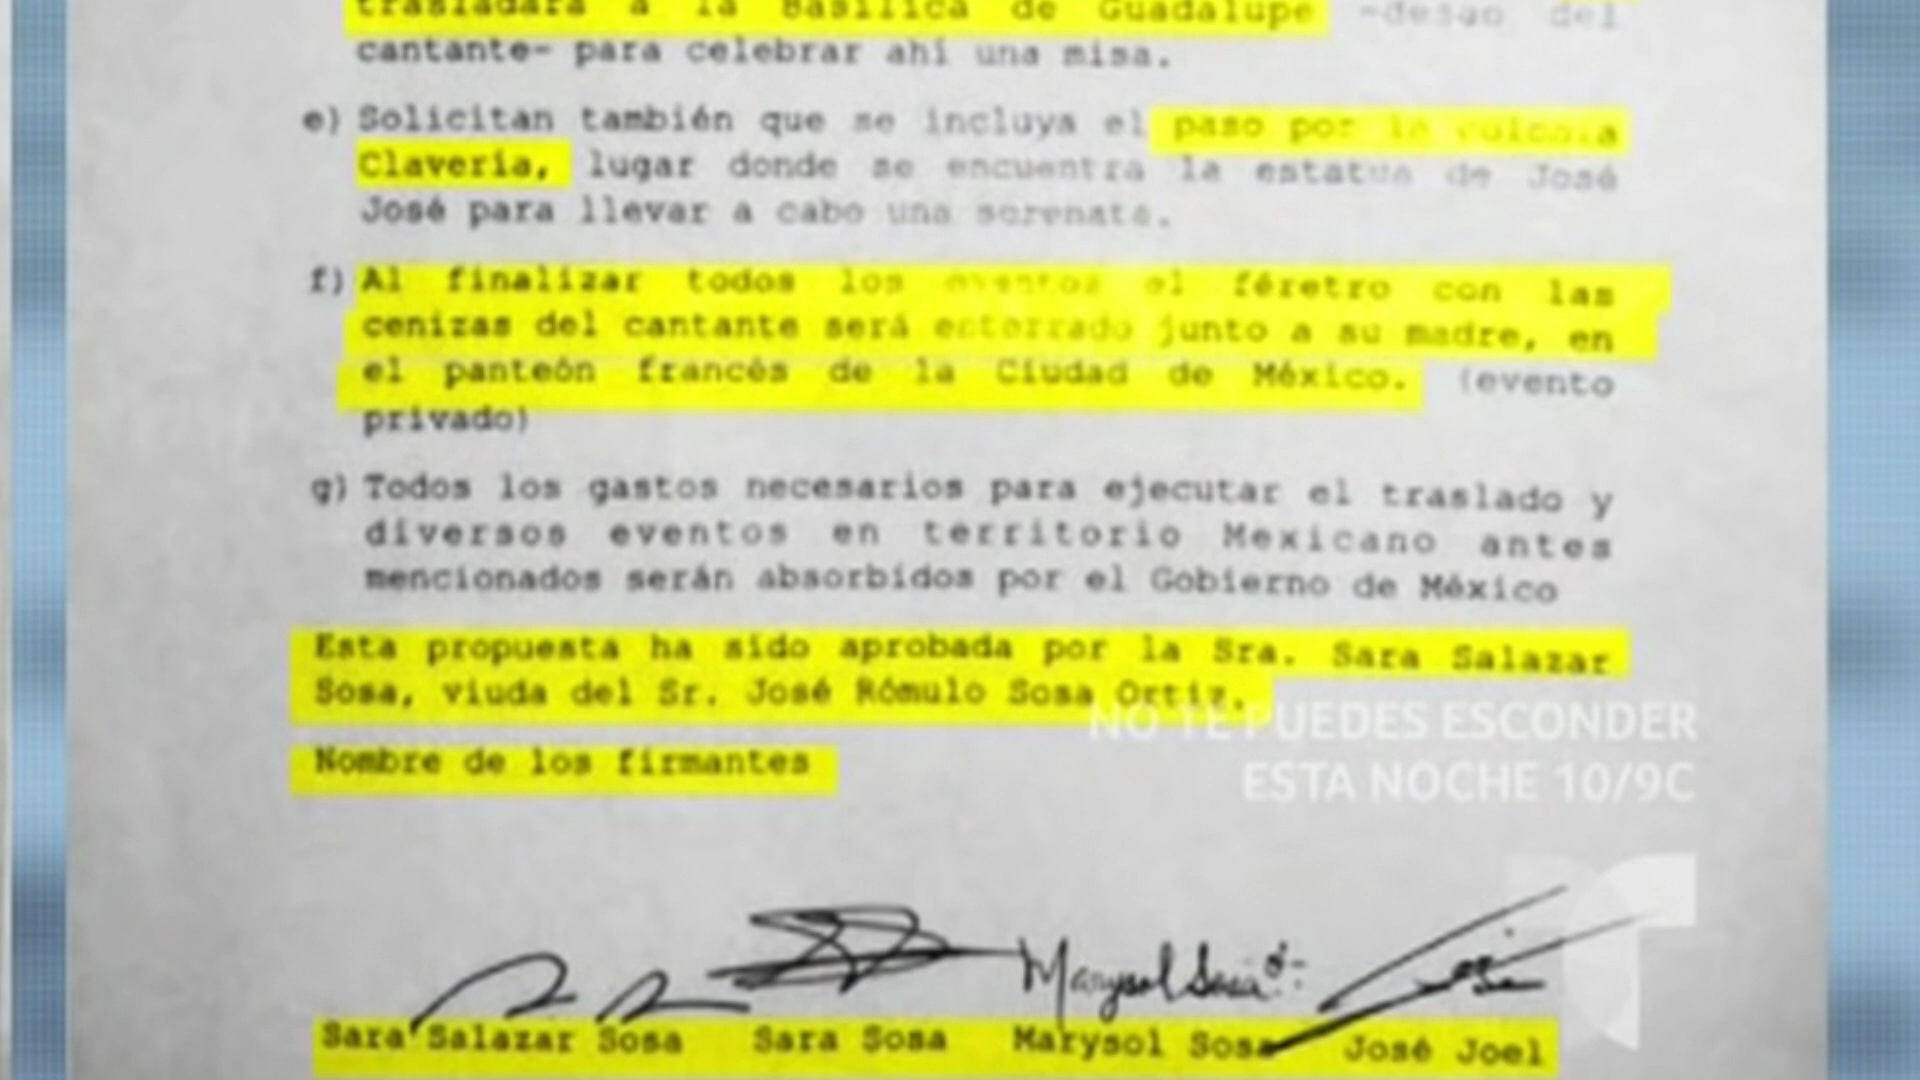 trasladará a la Basílica de Guadalupe -deseo del
cantante- para celebrar ahí una misa.
e) Solicitan también que se incluya el paso por la colonia
Clavería, lugar donde se encuentra la estatua de José
José para llevar a cabo una serenata.
f) Al finalizar todos los eventos el féretro con las
cenizas del cantante será enterrado junto a su madre, en
el panteón francés de la Ciudad de México. (evento
privado)
g) Todos los gastos necesarios para ejecutar el traslado y
diversos eventos en territorio Mexicano antes
mencionados serán absorbidos por el Gobierno de México
Esta propuesta ha sido aprobada por la Sra. Sara Salazar
Sosa, viuda del Sr. José Rómulo Sosa Ortiz.
NO TE PUEDES ESCONDER
Nombre de los firmantes
ESTA NOCHE 10/9C
Marysol Sosa
Sara Salazar Sosa Sara Sosa Marysol Sosa José Joel